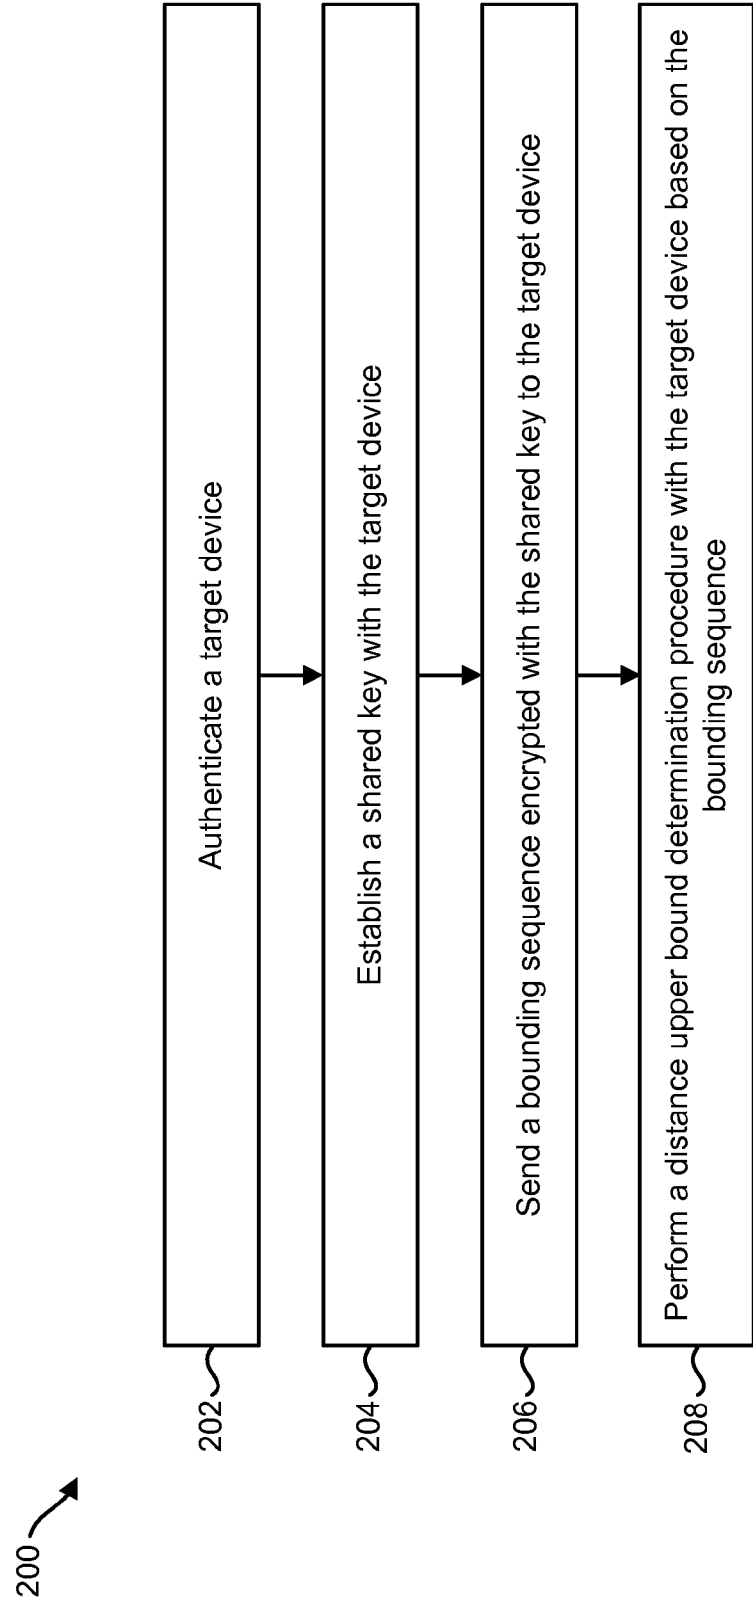 200
202
Authenticate a target device
204
Establish a shared key with the target device
206
Send a bounding sequence encrypted with the shared key to the target device
208
Perform a distance upper bound determination procedure with the target device based on the
bounding sequence